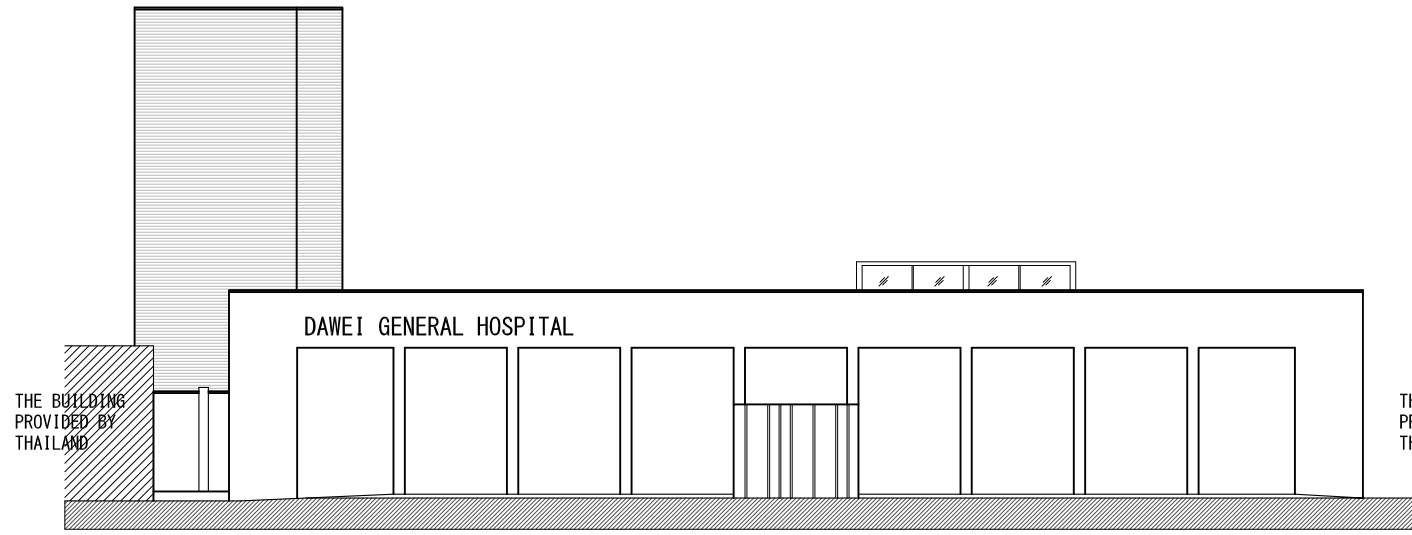 DAWEI GENERAL HOSPITAL
THE BUILDING
PROVIDED BY
THAILAND